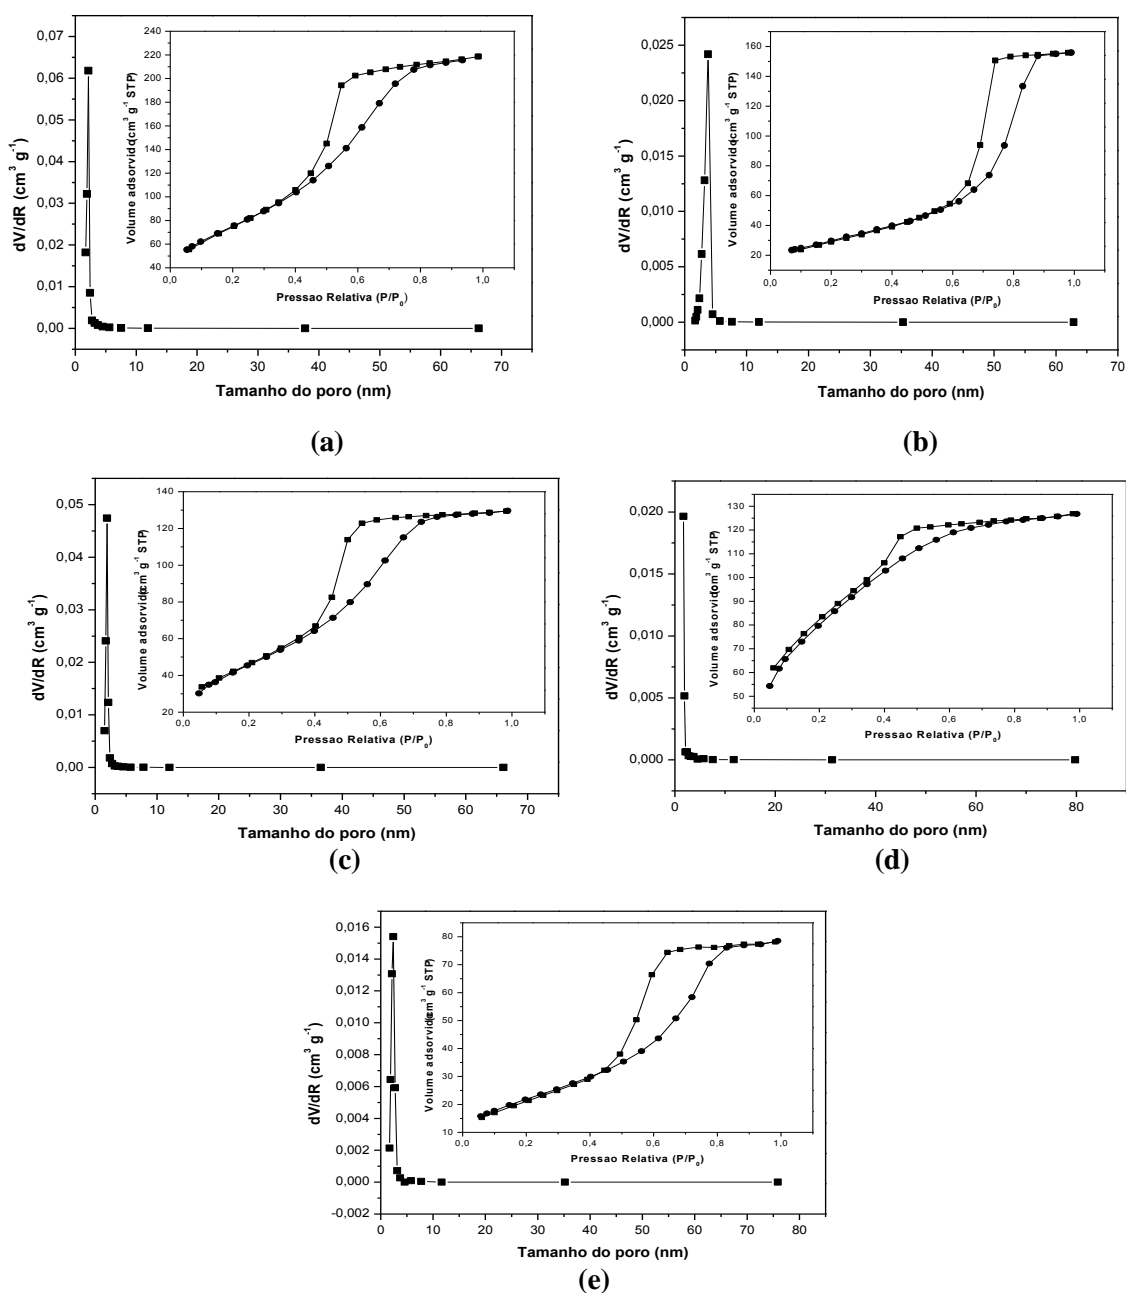 0,07
0,06
0,05
0,04
0,03
0,02
0,01
0,00
dV/dR (cm³ g⁻¹)
0 10 20 30 40 50 60 70
Tamanho do poro (nm)
240
220
200
180
160
140
120
100
80
60
40
Volume adsorvido(cm³ g⁻¹ STP)
0,0 0,2 0,4 0,6 0,8 1,0
Pressao Relativa (P/P₀)
(a)
0,025
0,020
0,015
0,010
0,005
0,000
dV/dR (cm³ g⁻¹)
0 10 20 30 40 50 60 70
Tamanho do poro (nm)
160
140
120
100
80
60
40
20
Volume adsorvido(cm³ g⁻¹ STP)
0,0 0,2 0,4 0,6 0,8 1,0
Pressao Relativa (P/P₀)
(b)
0,05
0,04
0,03
0,02
0,01
0,00
dV/dR (cm³ g⁻¹)
0 10 20 30 40 50 60 70
Tamanho do poro (nm)
140
120
100
80
60
40
20
Volume adsorvido(cm³ g⁻¹ STP)
0,0 0,2 0,4 0,6 0,8 1,0
Pressao Relativa (P/P₀)
(c)
0,020
0,015
0,010
0,005
0,000
dV/dR (cm³ g⁻¹)
0 20 40 60 80
Tamanho do poro (nm)
130
120
110
100
90
80
70
60
50
Volume adsorvido(cm³ g⁻¹ STP)
0,0 0,2 0,4 0,6 0,8 1,0
Pressao Relativa (P/P₀)
(d)
0,016
0,014
0,012
0,010
0,008
0,006
0,004
0,002
0,000
-0,002
dV/dR (cm³ g⁻¹)
0 10 20 30 40 50 60 70 80
Tamanho do poro (nm)
80
70
60
50
40
30
20
10
Volume adsorvido(cm³ g⁻¹ STP)
0,0 0,2 0,4 0,6 0,8 1,0
Pressao Relativa (P/P₀)
(e)